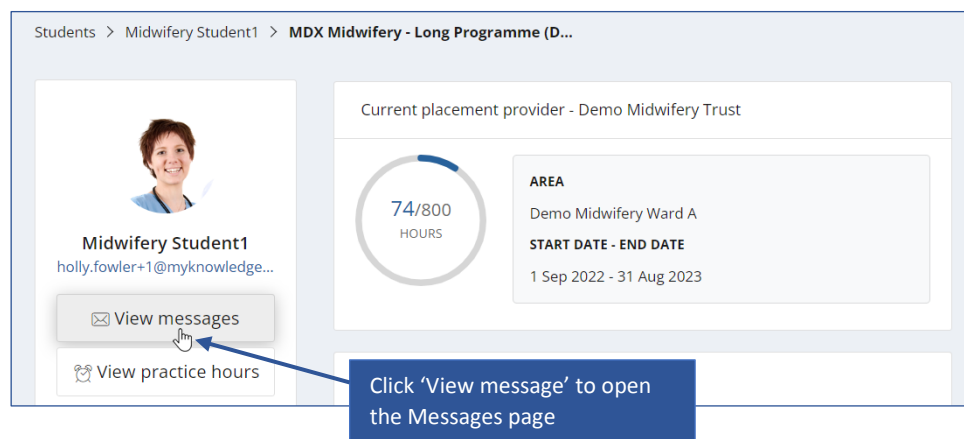 Students > Midwifery Student1 > MDX Midwifery - Long Programme (D...
Midwifery Student1
holly.fowler+1@myknowledge...
View messages
View practice hours
Current placement provider - Demo Midwifery Trust
74/800
HOURS
AREA
Demo Midwifery Ward A
START DATE - END DATE
1 Sep 2022 - 31 Aug 2023
Click ‘View message’ to open
the Messages page